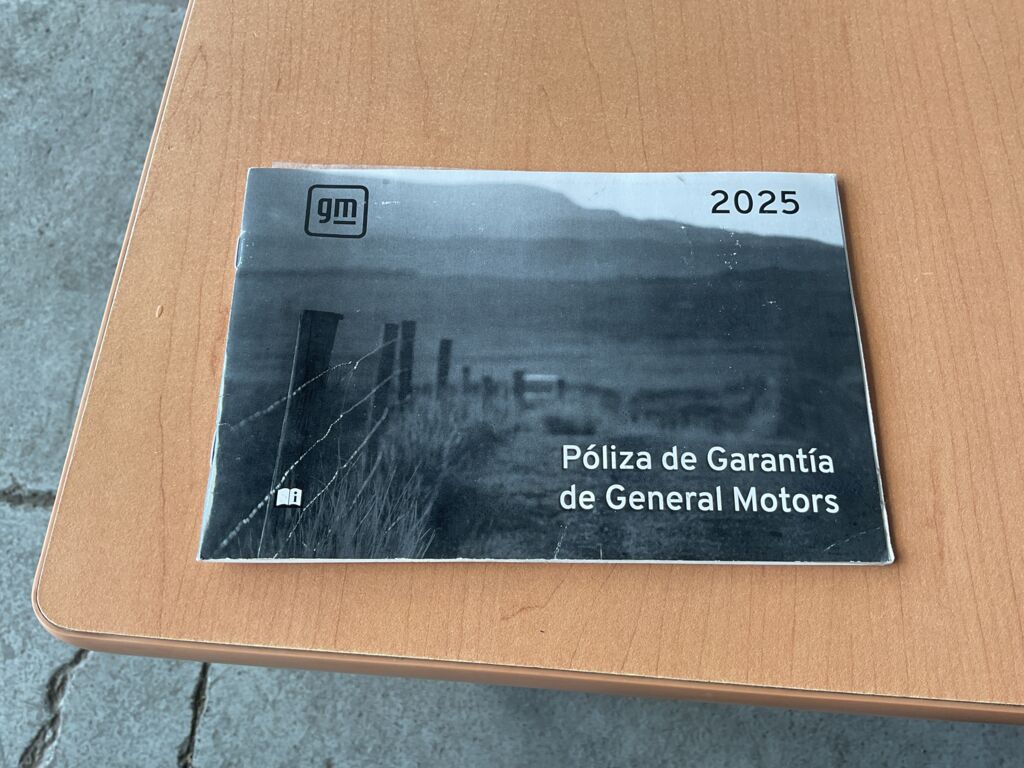 gm
2025
Póliza de Garantía
de General Motors